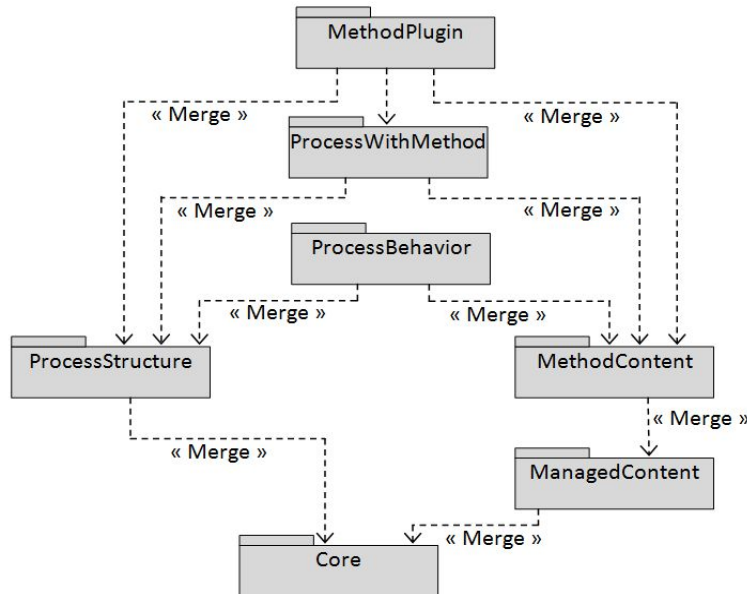 MethodPlugin
« Merge »
« Merge »
ProcessWithMethod
« Merge »
« Merge »
ProcessBehavior
« Merge »
« Merge »
ProcessStructure
MethodContent
« Merge »
« Merge »
ManagedContent
« Merge »
Core